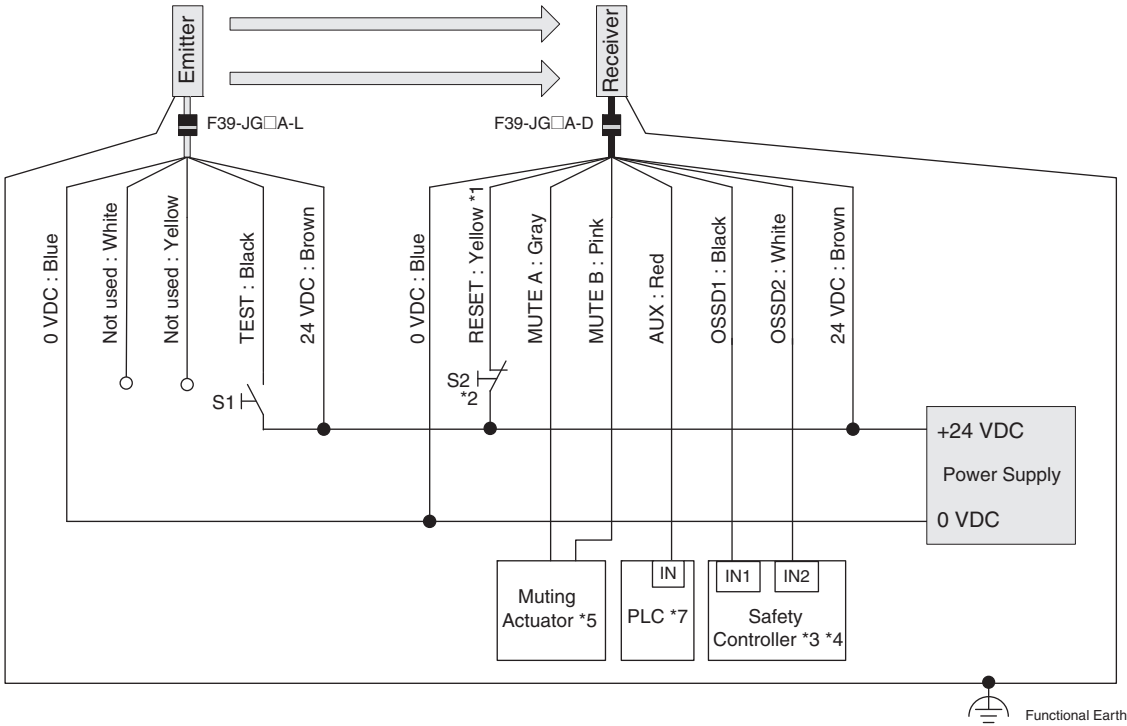 Emitter
Receiver
F39-JG□A-L
F39-JG□A-D
0 VDC : Blue
Not used : White
Not used : Yellow
TEST : Black
24 VDC : Brown
0 VDC : Blue
RESET : Yellow *1
MUTE A : Gray
MUTE B : Pink
AUX : Red
OSSD1 : Black
OSSD2 : White
24 VDC : Brown
S1
S2
*2
+24 VDC
Power Supply
0 VDC
IN
IN1
IN2
Muting
Actuator *5
PLC *7
Safety
Controller *3 *4
Functional Earth